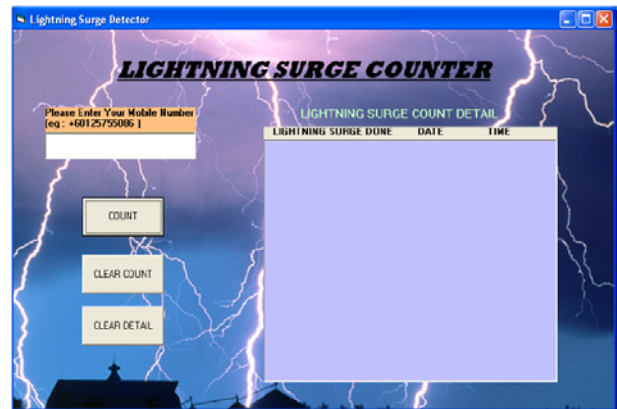 Lightning Surge Detector
LIGHTNING SURGE COUNTER
Please Enter Your Mobile Number
(eg : +60125755086 )
LIGHTNING SURGE COUNT DETAIL
LIGHTNING SURGE DONE DATE TIME
COUNT
CLEAR COUNT
CLEAR DETAIL